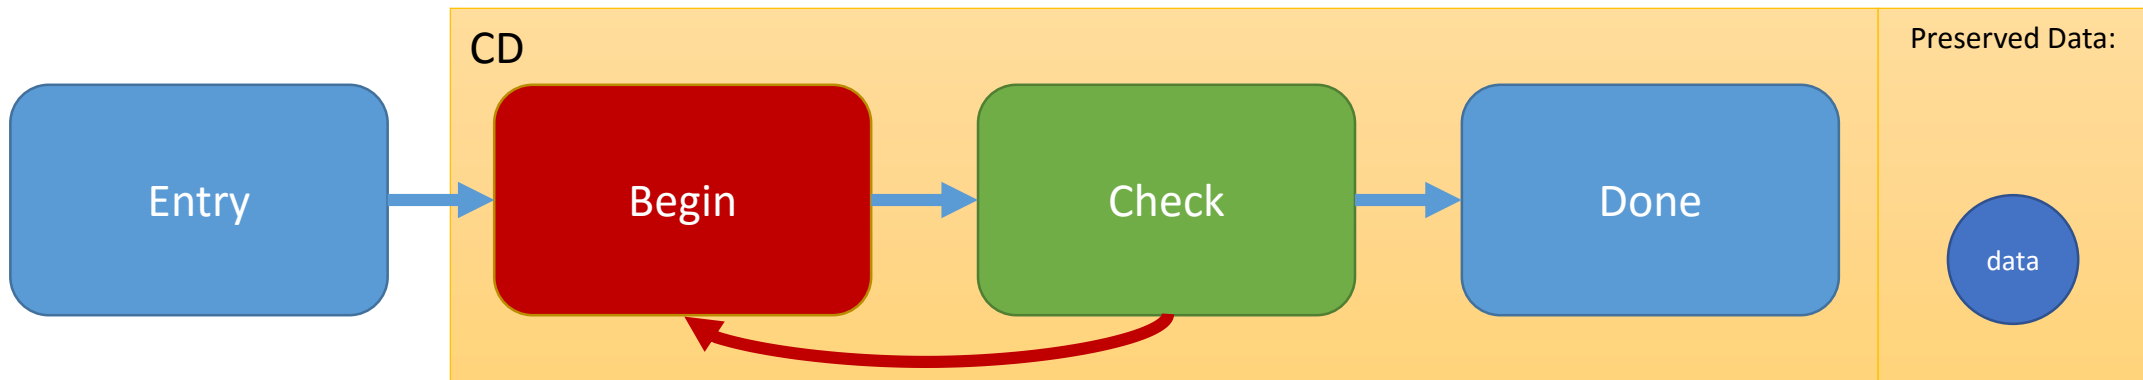 CD
Preserved Data:
Entry
Begin
Check
Done
data